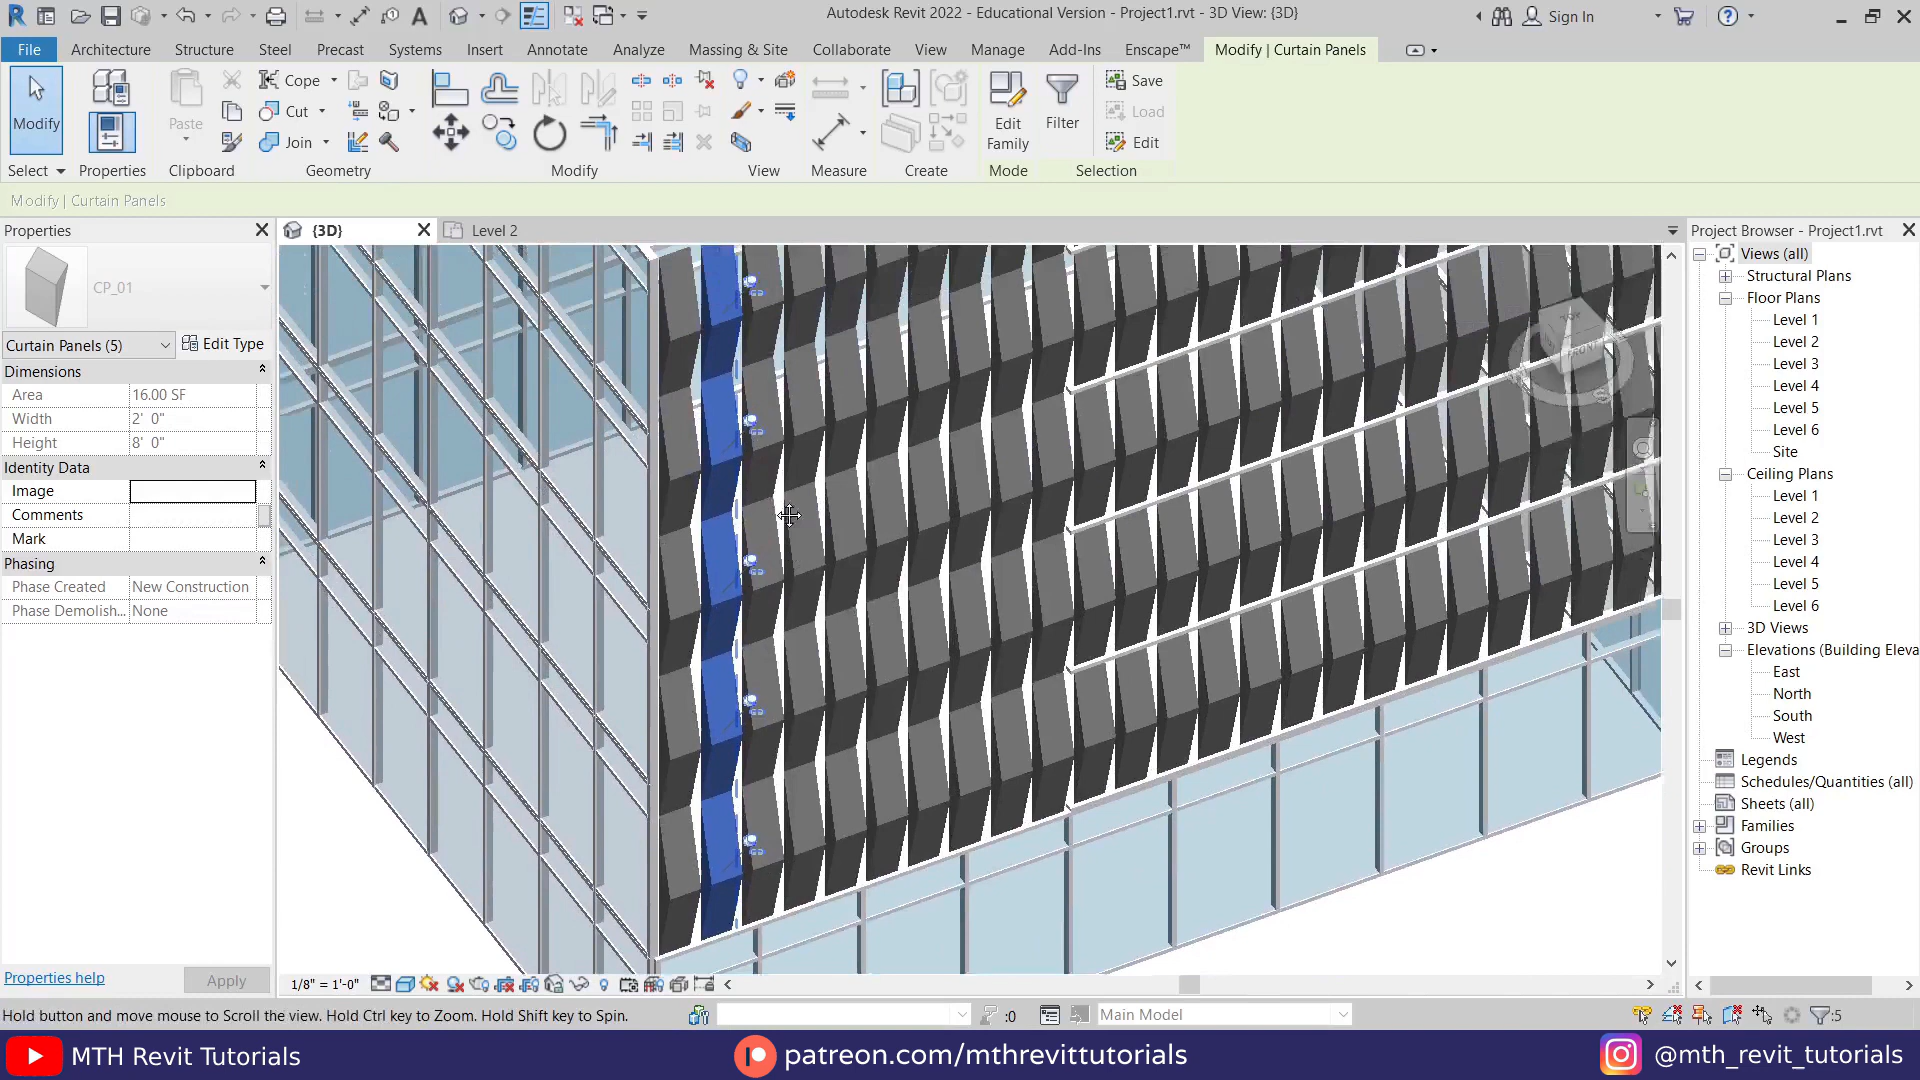 Autodesk Revit 2022 - Educational Version - Project1.rvt - 3D View: {3D}
Sign In
File Architecture Structure Steel Precast Systems Insert Annotate Analyze Massing & Site Collaborate View Manage Add-Ins Enscape™ Modify | Curtain Panels
Modify
Paste
Cope
Cut
Join
Edit
Family
Filter
Save
Load
Edit
Select Properties Clipboard Geometry Modify View Measure Create Mode Selection
Modify | Curtain Panels
Properties
{3D}
Level 2
Project Browser - Project1.rvt
CP_01
Curtain Panels (5)
Edit Type
Dimensions
Area 16.00 SF
Width 2' 0"
Height 8' 0"
Identity Data
Image
Comments
Mark
Phasing
Phase Created New Construction
Phase Demolish... None
Properties help
Apply
TOP
FRONT
Views (all)
Structural Plans
Floor Plans
Level 1
Level 2
Level 3
Level 4
Level 5
Level 6
Site
Ceiling Plans
Level 1
Level 2
Level 3
Level 4
Level 5
Level 6
3D Views
Elevations (Building Eleva
East
North
South
West
Legends
Schedules/Quantities (all)
Sheets (all)
Families
Groups
Revit Links
1/8" = 1'-0"
Hold button and move mouse to Scroll the view. Hold Ctrl key to Zoom. Hold Shift key to Spin.
:0
Main Model
:5
MTH Revit Tutorials
patreon.com/mthrevittutorials
@mth_revit_tutorials